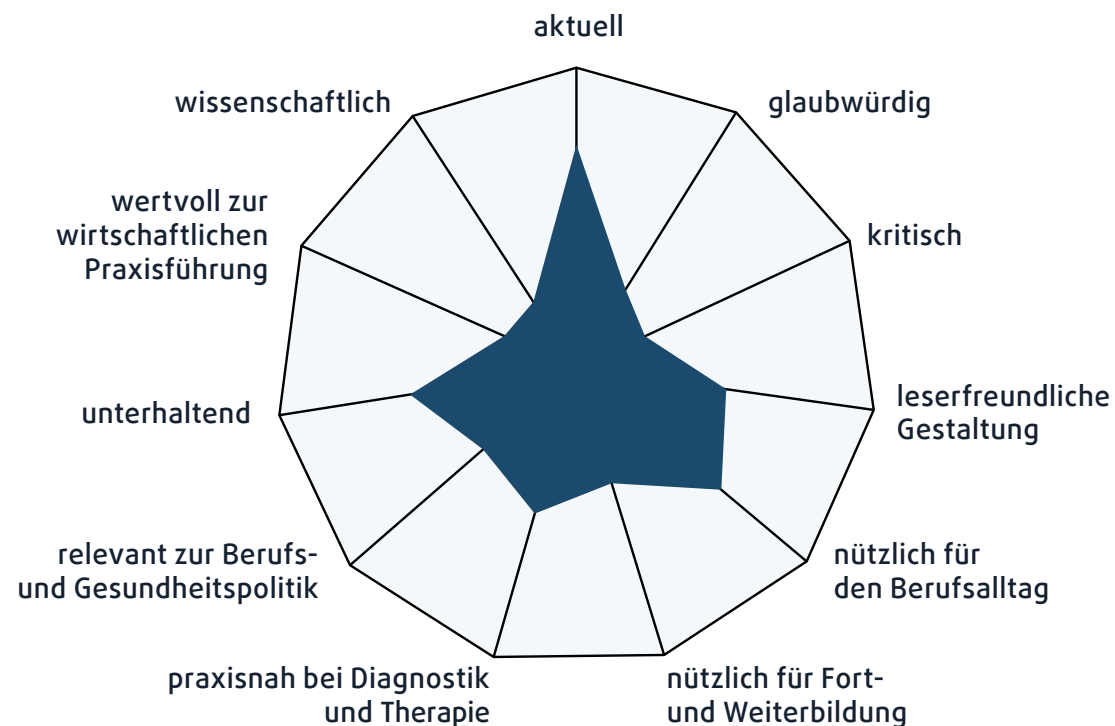 aktuell
glaubwürdig
kritisch
leserfreundliche
Gestaltung
nützlich für
den Berufsalltag
nützlich für Fort-
und Weiterbildung
praxisnah bei Diagnostik
und Therapie
relevant zur Berufs-
und Gesundheitspolitik
unterhaltend
wertvoll zur
wirtschaftlichen
Praxisführung
wissenschaftlich